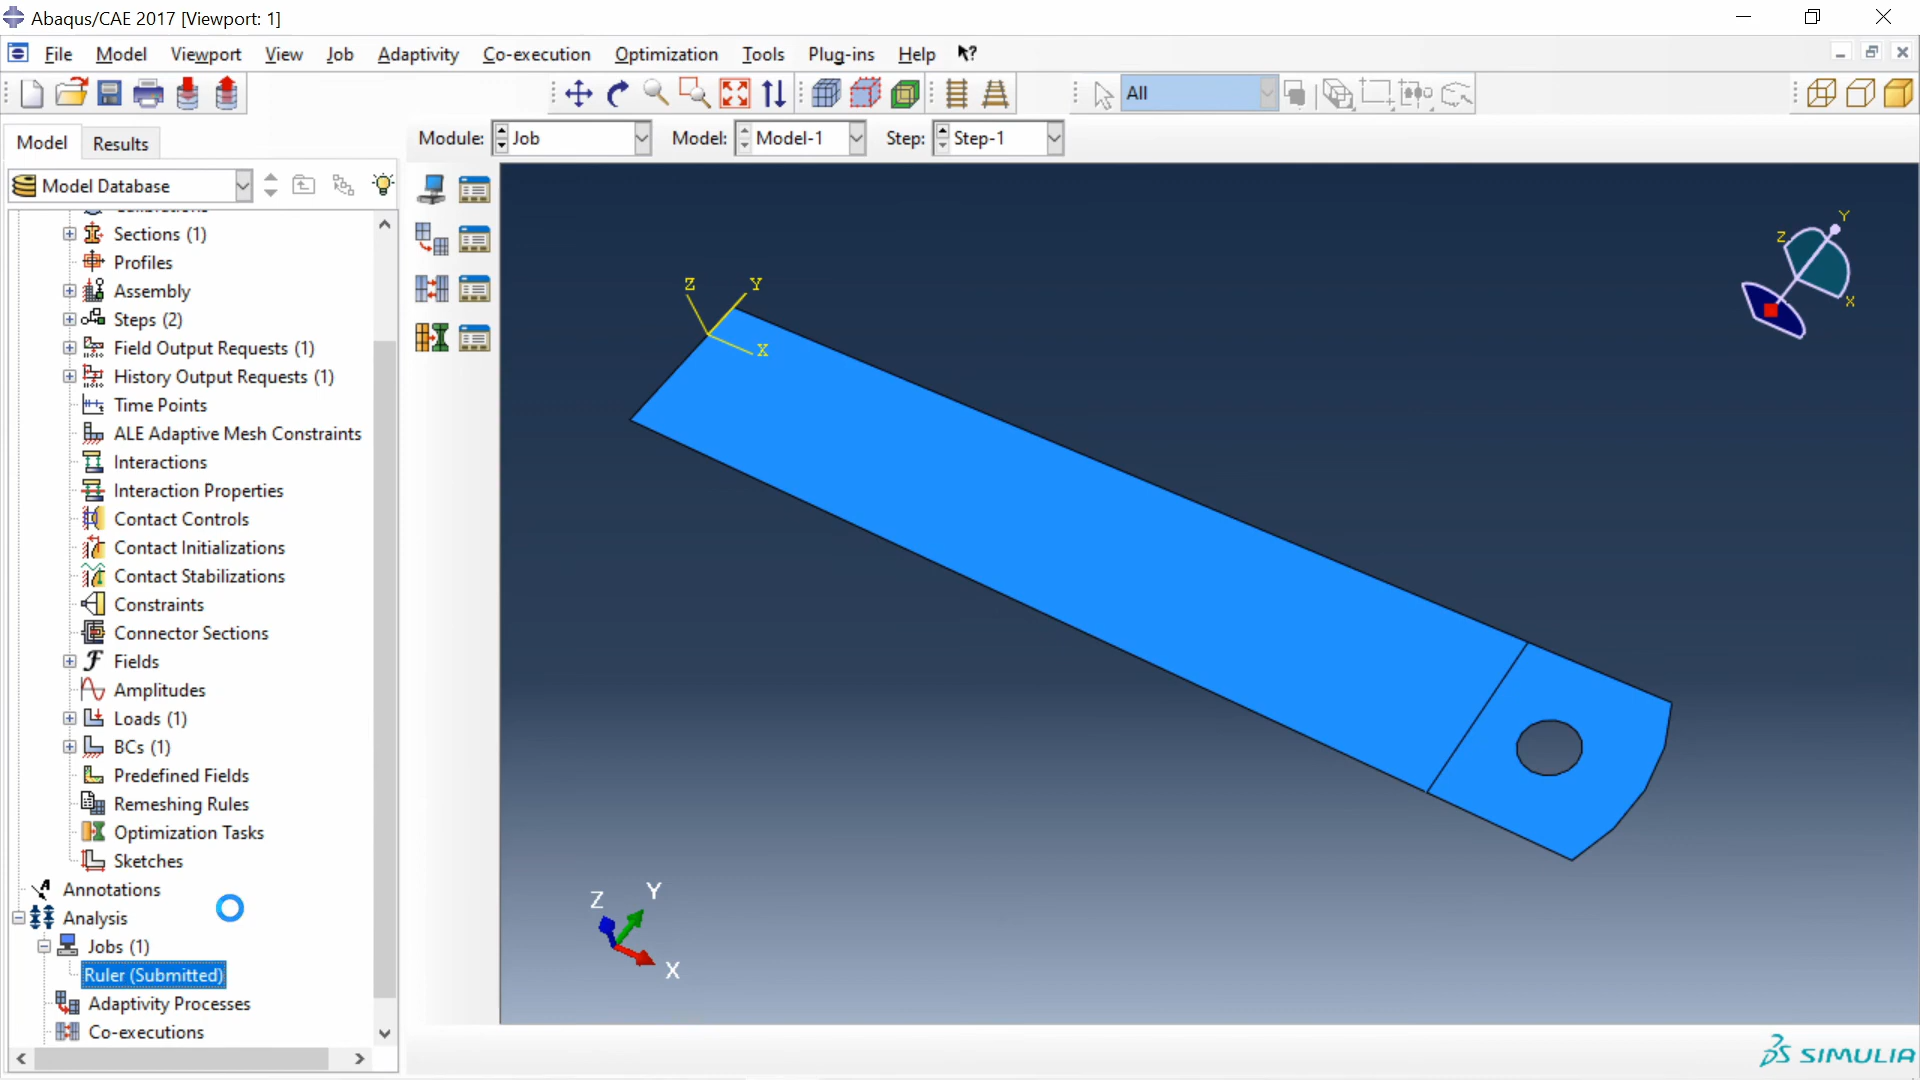 Abaqus/CAE 2017 [Viewport: 1]
File Model Viewport View Job Adaptivity Co-execution Optimization Tools Plug-ins Help ?
All
Model Results
Module: Job Model: Model-1 Step: Step-1
Model Database
Sections (1)
Profiles
Assembly
Steps (2)
Field Output Requests (1)
History Output Requests (1)
Time Points
ALE Adaptive Mesh Constraints
Interactions
Interaction Properties
Contact Controls
Contact Initializations
Contact Stabilizations
Constraints
Connector Sections
Fields
Amplitudes
Loads (1)
BCs (1)
Predefined Fields
Remeshing Rules
Optimization Tasks
Sketches
Annotations
Analysis
Jobs (1)
Ruler (Submitted)
Adaptivity Processes
Co-executions
Z Y
X
Y
Z
X
Y
Z
X
SIMULIA